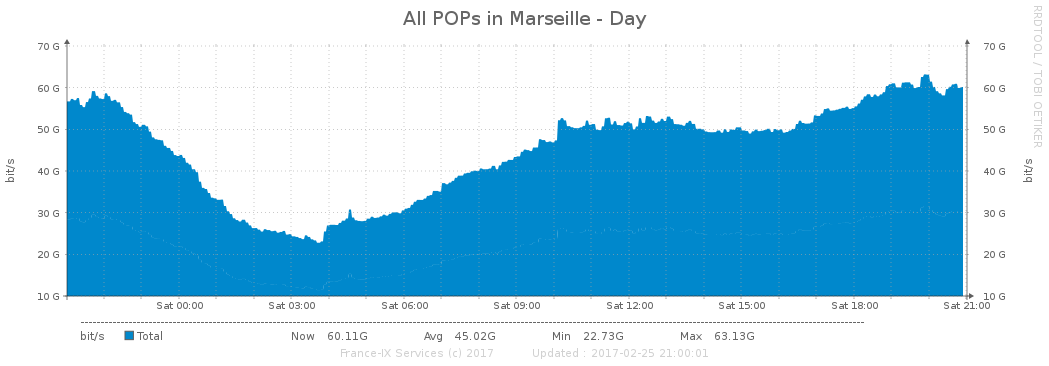 All POPs in Marseille - Day
RRDTOOL / TOBI OETIKER
bit/s
70 G 70 G
60 G 60 G
50 G 50 G
40 G 40 G
30 G 30 G
20 G 20 G
10 G 10 G
bit/s
Sat 00:00 Sat 03:00 Sat 06:00 Sat 09:00 Sat 12:00 Sat 15:00 Sat 18:00 Sat 21:00
bit/s Total Now 60.11G Avg 45.02G Min 22.73G Max 63.13G
France-IX Services (c) 2017 Updated : 2017-02-25 21:00:01